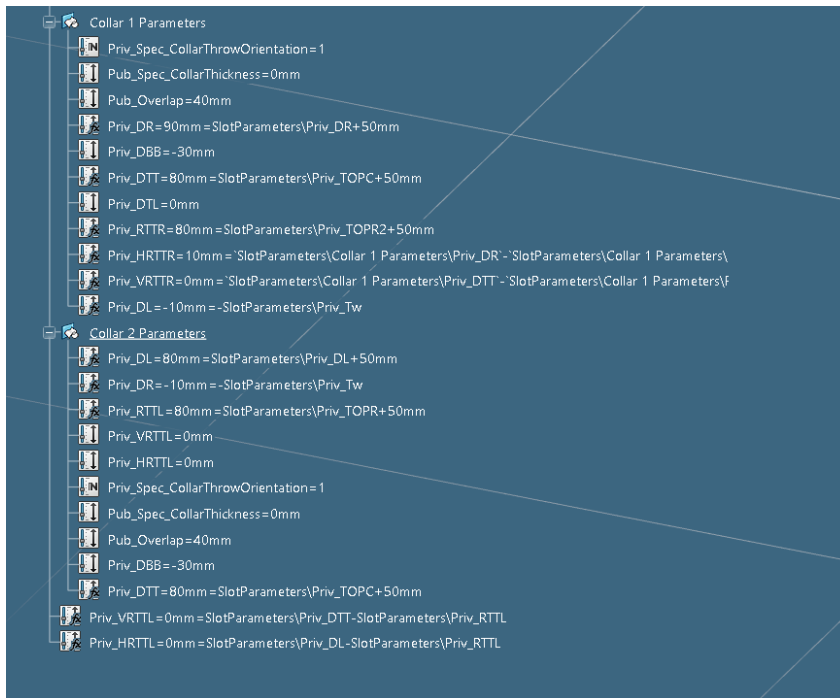 Collar 1 Parameters
Priv_Spec_CollarThrowOrientation=1
Pub_Spec_CollarThickness=0mm
Pub_Overlap=40mm
Priv_DR=90mm=SlotParameters\Priv_DR+50mm
Priv_DBB=-30mm
Priv_DTT=80mm=SlotParameters\Priv_TOPC+50mm
Priv_DTL=0mm
Priv_RTTR=80mm=SlotParameters\Priv_TOPR2+50mm
Priv_HRTTR=10mm=`SlotParameters\Collar 1 Parameters\Priv_DR`-`SlotParameters\Collar 1 Parameters\
Priv_VRTTR=0mm=`SlotParameters\Collar 1 Parameters\Priv_DTT`-`SlotParameters\Collar 1 Parameters\
Priv_DL=-10mm=-SlotParameters\Priv_Tw
Collar 2 Parameters
Priv_DL=80mm=SlotParameters\Priv_DL+50mm
Priv_DR=-10mm=-SlotParameters\Priv_Tw
Priv_RTTL=80mm=SlotParameters\Priv_TOPR+50mm
Priv_VRTTL=0mm
Priv_HRTTL=0mm
Priv_Spec_CollarThrowOrientation=1
Pub_Spec_CollarThickness=0mm
Pub_Overlap=40mm
Priv_DBB=-30mm
Priv_DTT=80mm=SlotParameters\Priv_TOPC+50mm
Priv_VRTTL=0mm=SlotParameters\Priv_DTT-SlotParameters\Priv_RTTL
Priv_HRTTL=0mm=SlotParameters\Priv_DL-SlotParameters\Priv_RTTL